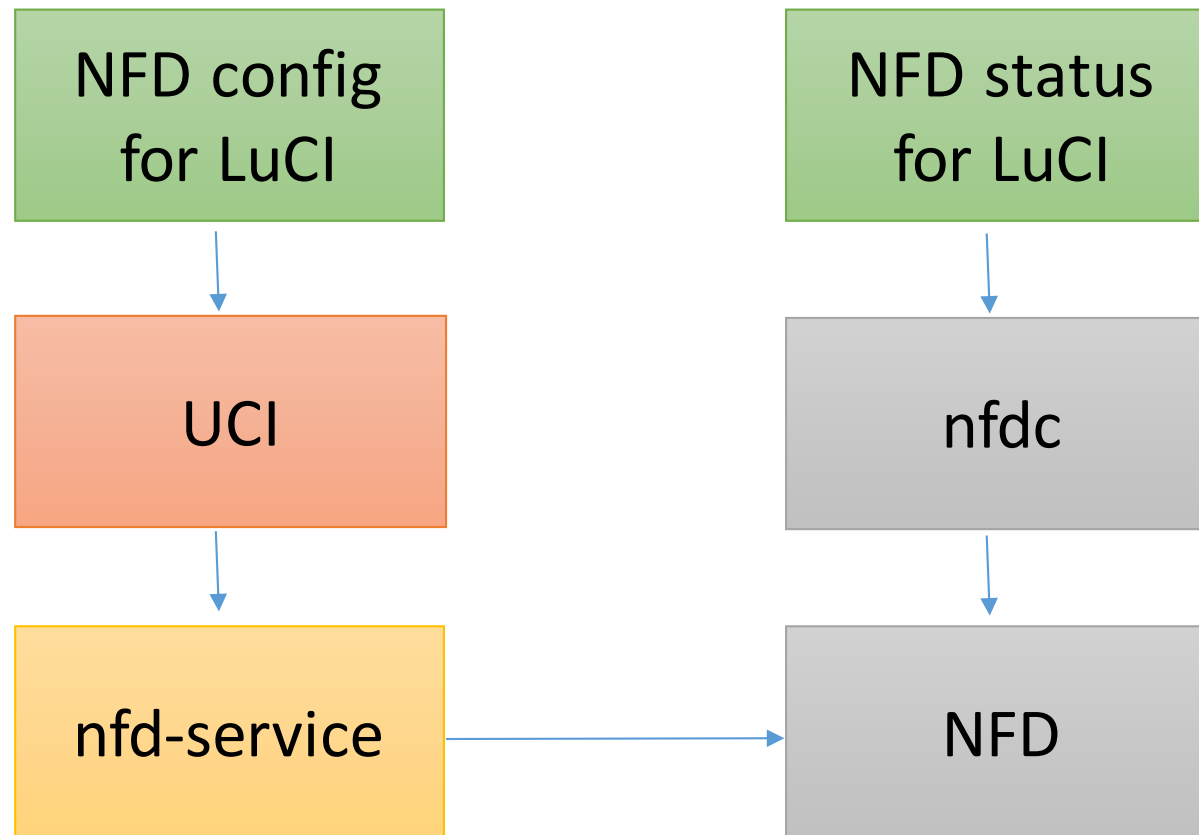 NFD config
for LuCI
NFD status
for LuCI
UCI
nfdc
nfd-service
NFD